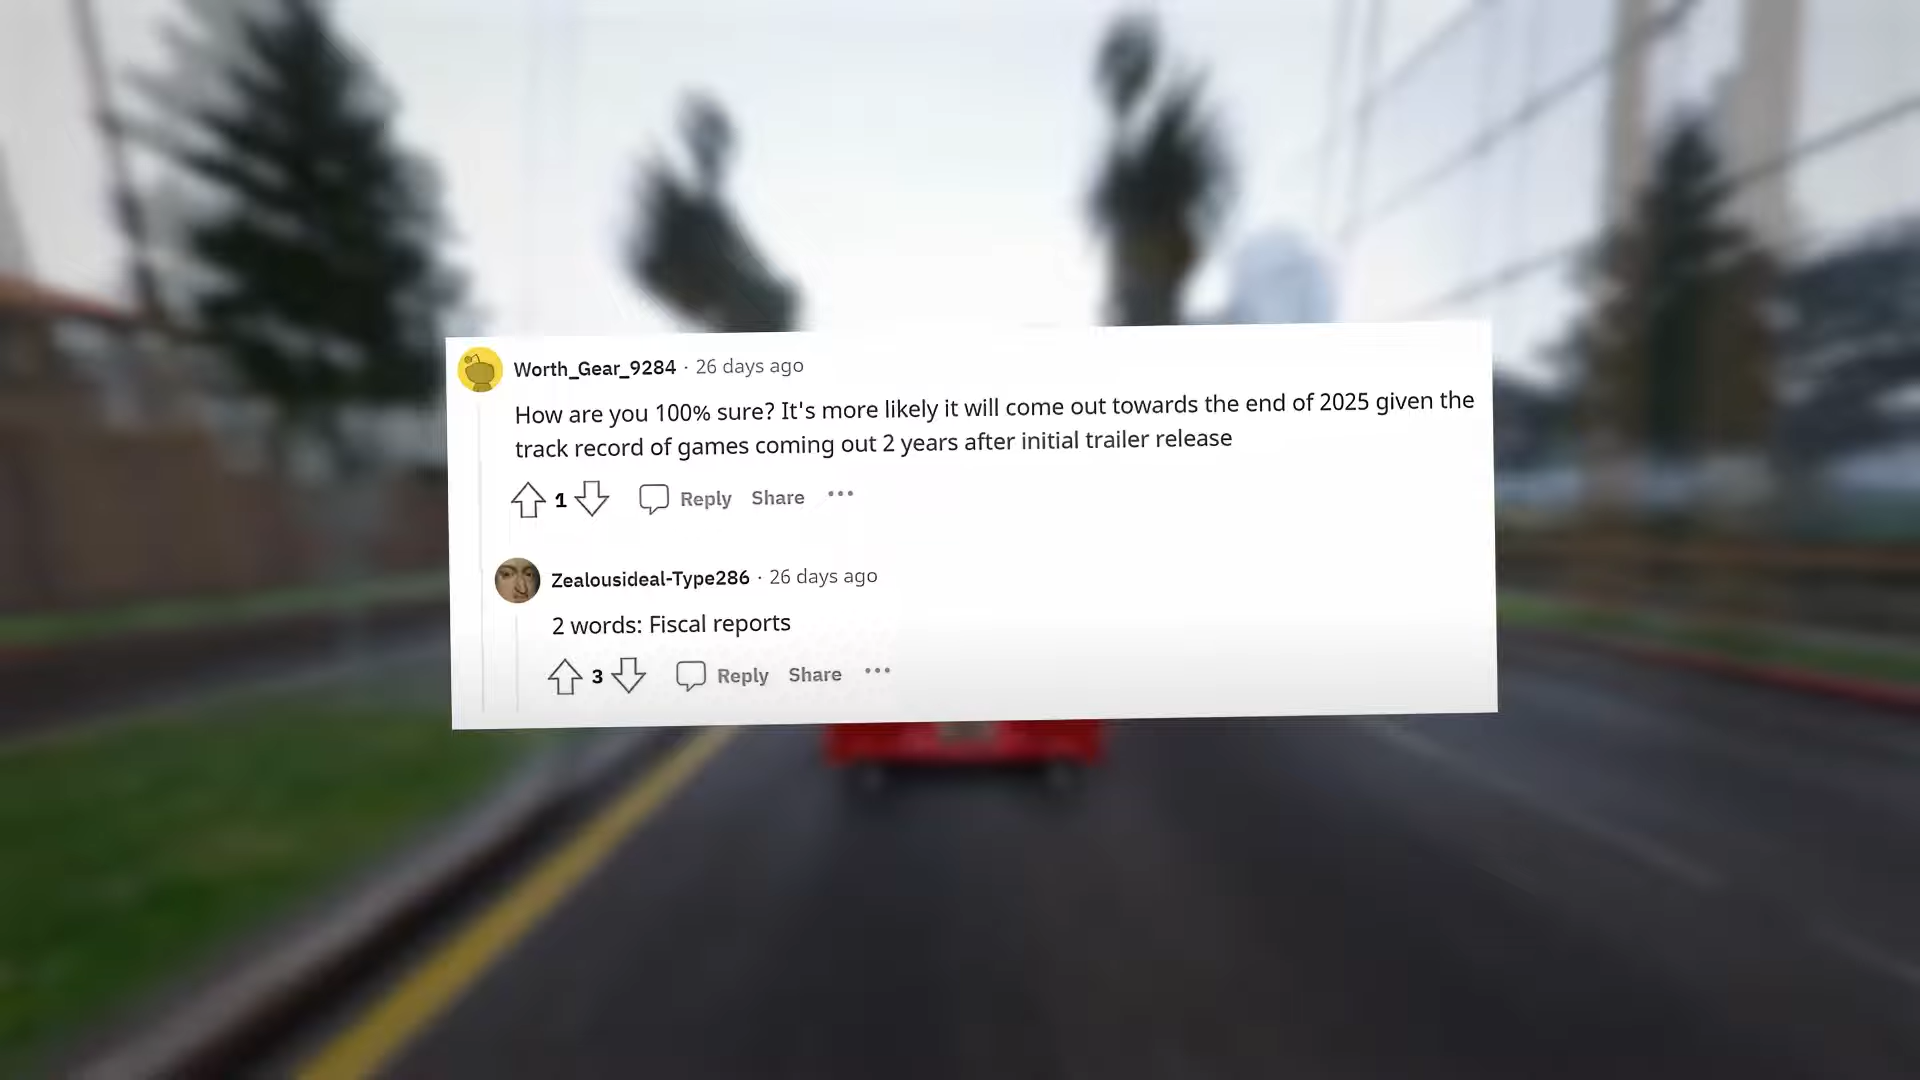 Worth_Gear_9284 · 26 days ago
How are you 100% sure? It's more likely it will come out towards the end of 2025 given the
track record of games coming out 2 years after initial trailer release
1 Reply Share ···
Zealousideal-Type286 · 26 days ago
2 words: Fiscal reports
3 Reply Share ···